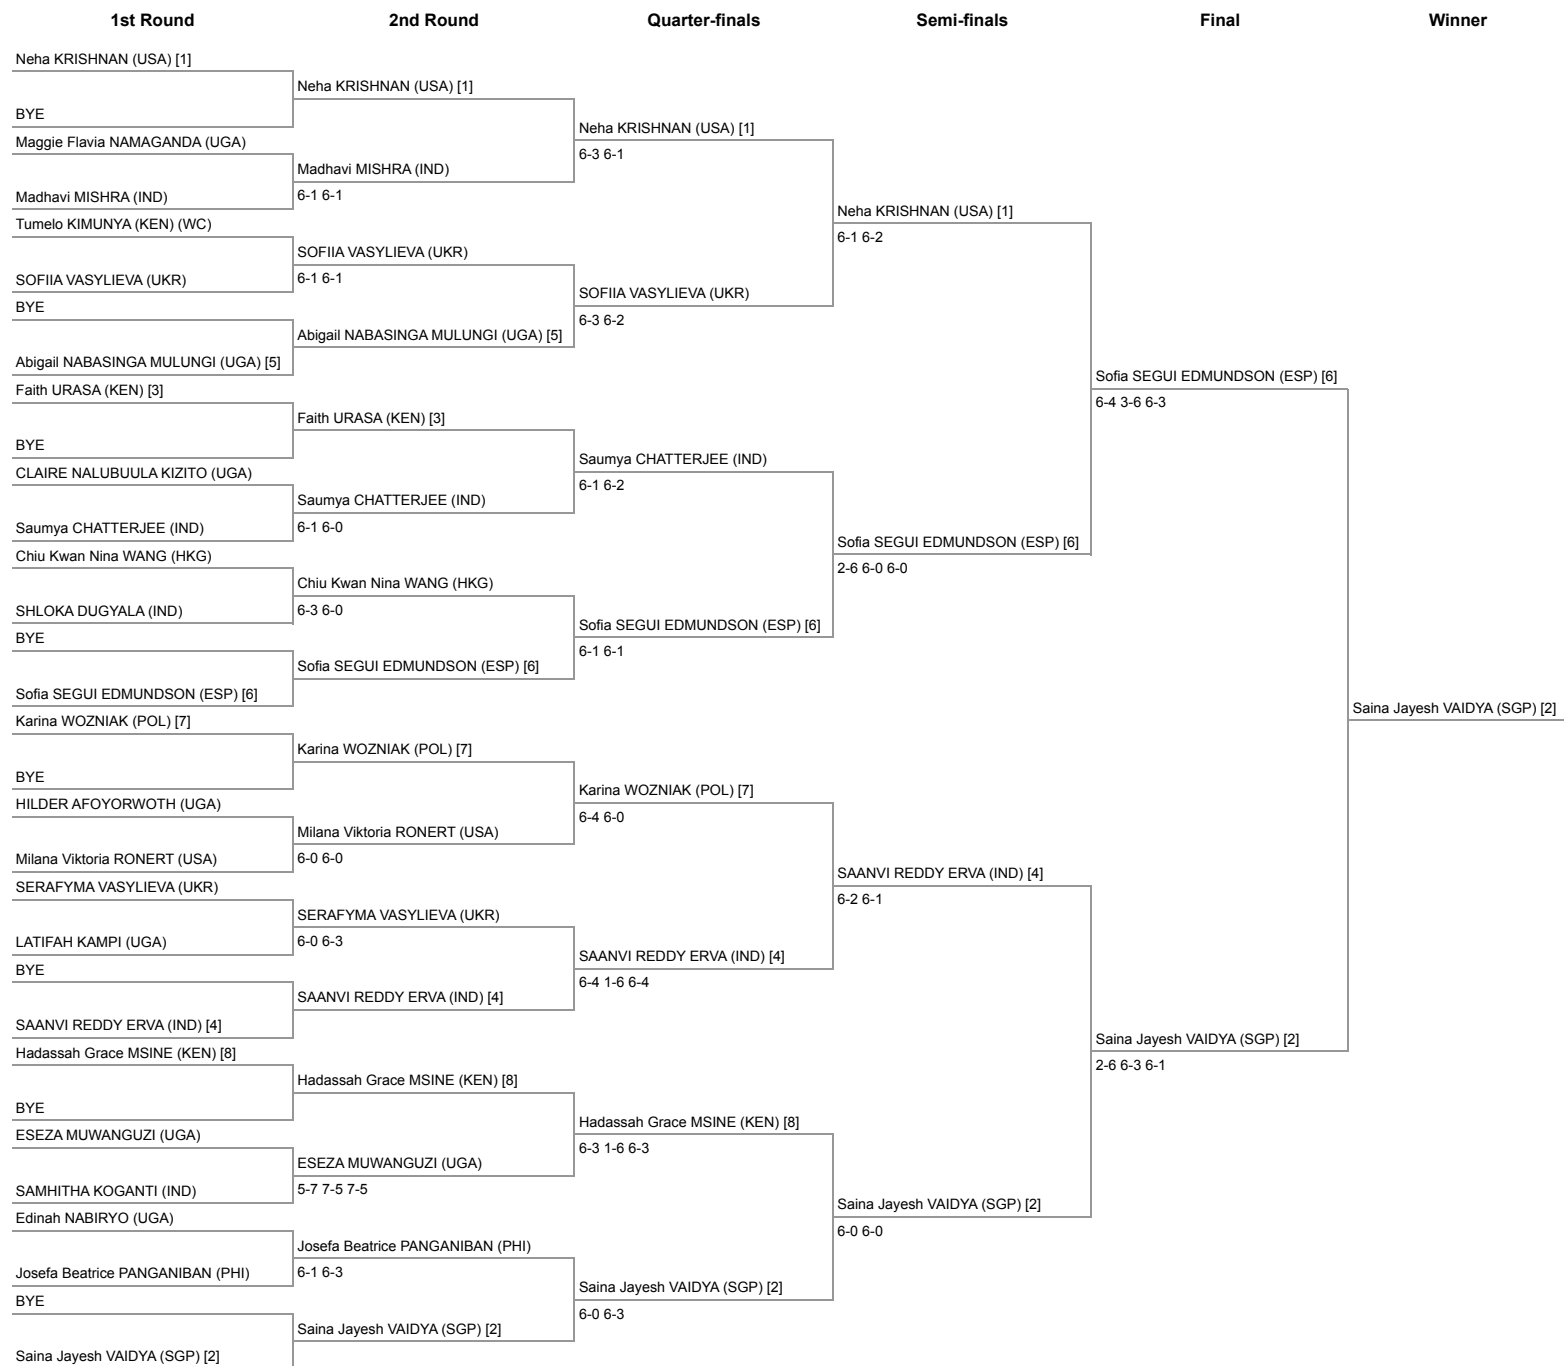 1st Round
2nd Round
Quarter-finals
Semi-finals
Final
Winner
Neha KRISHNAN (USA) [1]
BYE
Maggie Flavia NAMAGANDA (UGA)
Madhavi MISHRA (IND)
Tumelo KIMUNYA (KEN) (WC)
SOFIIA VASYLIEVA (UKR)
BYE
Abigail NABASINGA MULUNGI (UGA) [5]
Faith URASA (KEN) [3]
BYE
CLAIRE NALUBUULA KIZITO (UGA)
Saumya CHATTERJEE (IND)
Chiu Kwan Nina WANG (HKG)
SHLOKA DUGYALA (IND)
BYE
Sofia SEGUI EDMUNDSON (ESP) [6]
Karina WOZNIAK (POL) [7]
BYE
HILDER AFOYORWOTH (UGA)
Milana Viktoria RONERT (USA)
SERAFYMA VASYLIEVA (UKR)
LATIFAH KAMPI (UGA)
BYE
SAANVI REDDY ERVA (IND) [4]
Hadassah Grace MSINE (KEN) [8]
BYE
ESEZA MUWANGUZI (UGA)
SAMHITHA KOGANTI (IND)
Edinah NABIRYO (UGA)
Josefa Beatrice PANGANIBAN (PHI)
BYE
Saina Jayesh VAIDYA (SGP) [2]
Neha KRISHNAN (USA) [1]
Madhavi MISHRA (IND)
6-1 6-1
SOFIIA VASYLIEVA (UKR)
6-1 6-1
Abigail NABASINGA MULUNGI (UGA) [5]
Faith URASA (KEN) [3]
Saumya CHATTERJEE (IND)
6-1 6-0
Chiu Kwan Nina WANG (HKG)
6-3 6-0
Sofia SEGUI EDMUNDSON (ESP) [6]
Karina WOZNIAK (POL) [7]
Milana Viktoria RONERT (USA)
6-0 6-0
SERAFYMA VASYLIEVA (UKR)
6-0 6-3
SAANVI REDDY ERVA (IND) [4]
Hadassah Grace MSINE (KEN) [8]
ESEZA MUWANGUZI (UGA)
5-7 7-5 7-5
Josefa Beatrice PANGANIBAN (PHI)
6-1 6-3
Saina Jayesh VAIDYA (SGP) [2]
Neha KRISHNAN (USA) [1]
6-3 6-1
SOFIIA VASYLIEVA (UKR)
6-3 6-2
Saumya CHATTERJEE (IND)
6-1 6-2
Sofia SEGUI EDMUNDSON (ESP) [6]
6-1 6-1
Karina WOZNIAK (POL) [7]
6-4 6-0
SAANVI REDDY ERVA (IND) [4]
6-4 1-6 6-4
Hadassah Grace MSINE (KEN) [8]
6-3 1-6 6-3
Saina Jayesh VAIDYA (SGP) [2]
6-0 6-3
Neha KRISHNAN (USA) [1]
6-1 6-2
Sofia SEGUI EDMUNDSON (ESP) [6]
2-6 6-0 6-0
SAANVI REDDY ERVA (IND) [4]
6-2 6-1
Saina Jayesh VAIDYA (SGP) [2]
6-0 6-0
Sofia SEGUI EDMUNDSON (ESP) [6]
6-4 3-6 6-3
Saina Jayesh VAIDYA (SGP) [2]
2-6 6-3 6-1
Saina Jayesh VAIDYA (SGP) [2]